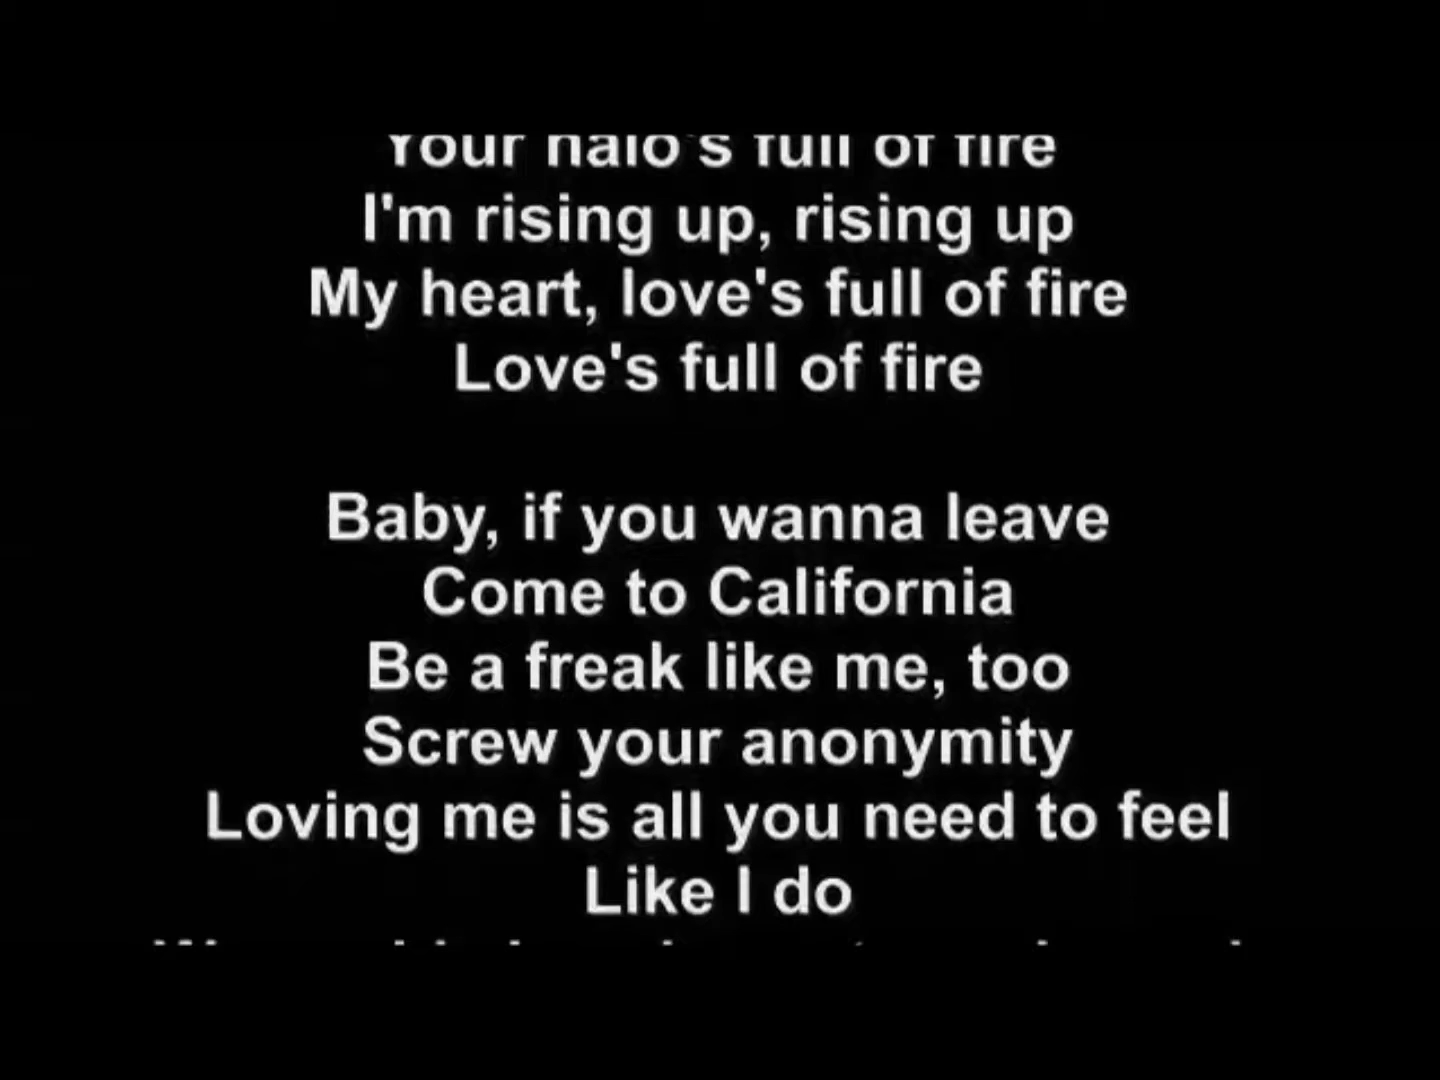 Your halo's full of fire
I'm rising up, rising up
My heart, love's full of fire
Love's full of fire
Baby, if you wanna leave
Come to California
Be a freak like me, too
Screw your anonymity
Loving me is all you need to feel
Like I do